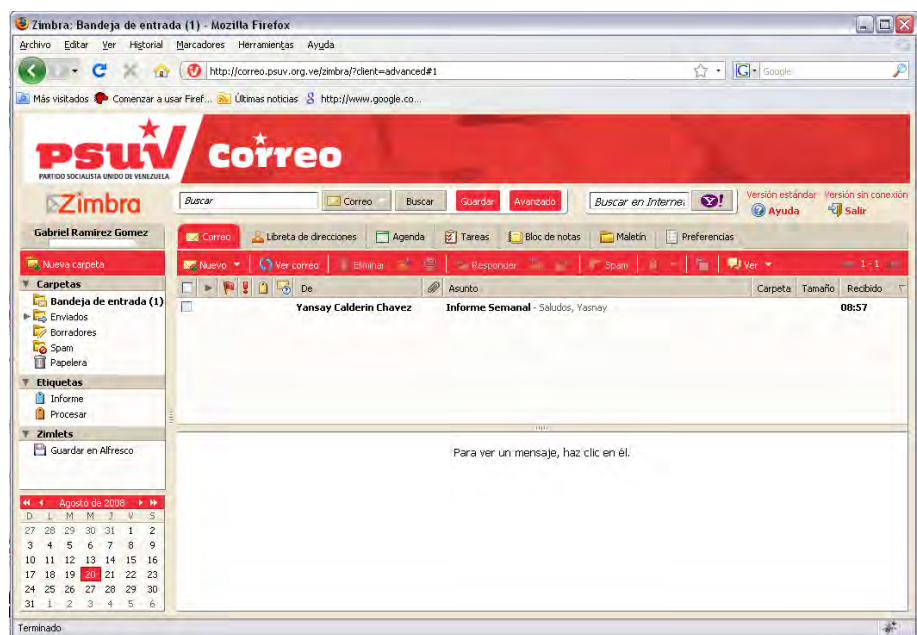 Zimbra: Bandeja de entrada (1) - Mozilla Firefox
Archivo Editar Ver Historial Marcadores Herramientas Ayuda
http://correo.psuv.org.ve/zimbra/?client=advanced#1
G Google
Más visitados Comenzar a usar Firef... Últimas noticias http://www.google.co...
PSUV Correo
PARTIDO SOCIALISTA UNIDO DE VENEZUELA
Zimbra
Buscar Correo Buscar Guardar Avanzado Buscar en Internet Y! Versión estándar Versión sin conexión
Ayuda Salir
Gabriel Ramirez Gomez
Correo Libreta de direcciones Agenda Tareas Bloc de notas Maletín Preferencias
Nueva carpeta
Nuevo Ver correo Eliminar Responder Spam Ver 1-1
Carpetas
De Asunto Carpeta Tamaño Recibido
Bandeja de entrada (1)
Yansay Calderin Chavez Informe Semanal - Saludos, Yasnay 08:57
Enviados
Borradores
Spam
Papelera
Etiquetas
Informe
Procesar
Zimlets
Guardar en Alfresco
Para ver un mensaje, haz clic en él.
Agosto de 2008
D L M M J V S
27 28 29 30 31 1 2
3 4 5 6 7 8 9
10 11 12 13 14 15 16
17 18 19 20 21 22 23
24 25 26 27 28 29 30
31 1 2 3 4 5 6
Terminado